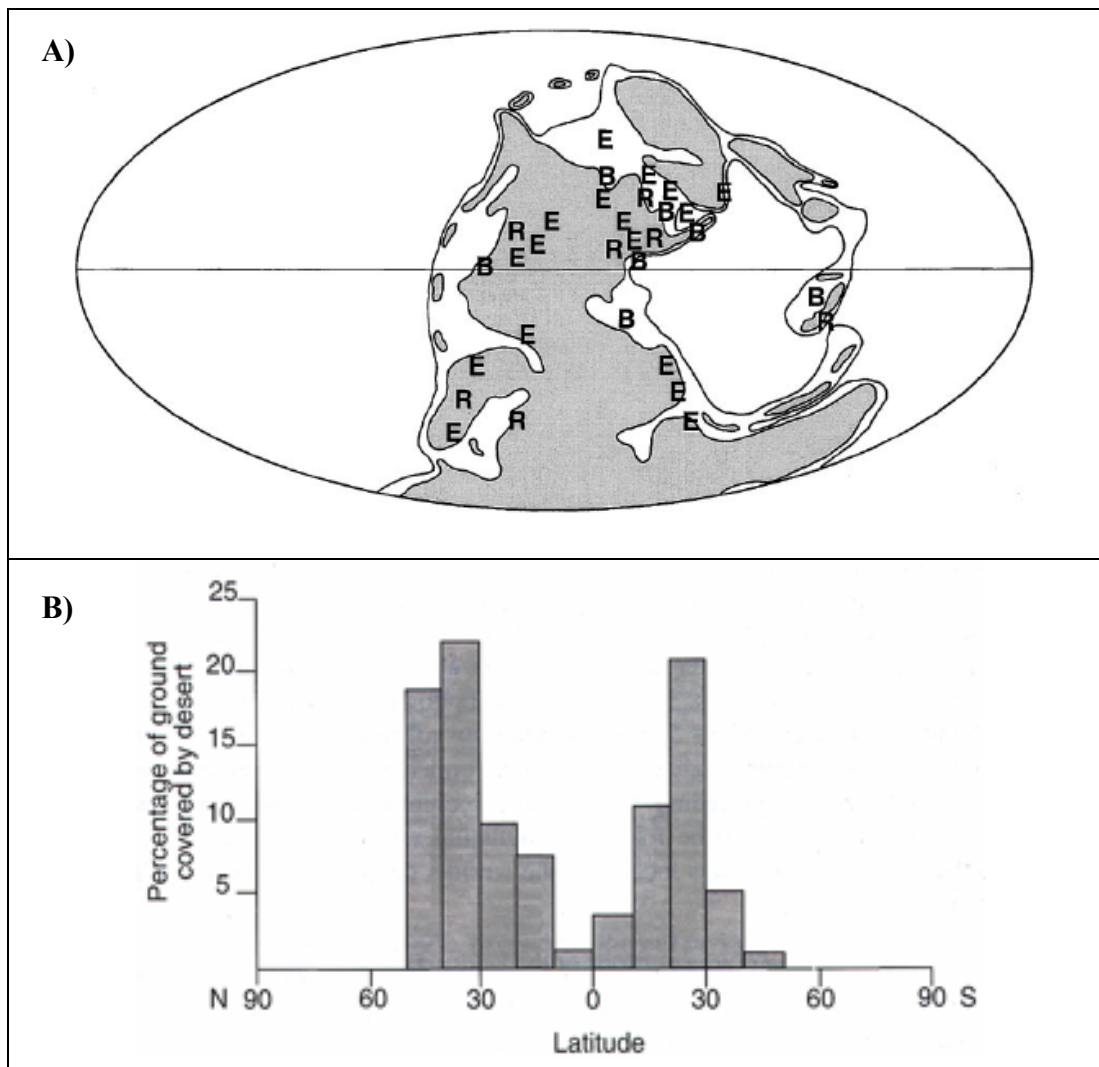 A)
E
B E E
E R E E
R E E B E
E R E R B
B E R B
B
B R
E
E E
R E
R E
E
B)
25
20
15
10
5
Percentage of ground
covered by desert
N 90 60 30 0 30 60 90 S
Latitude